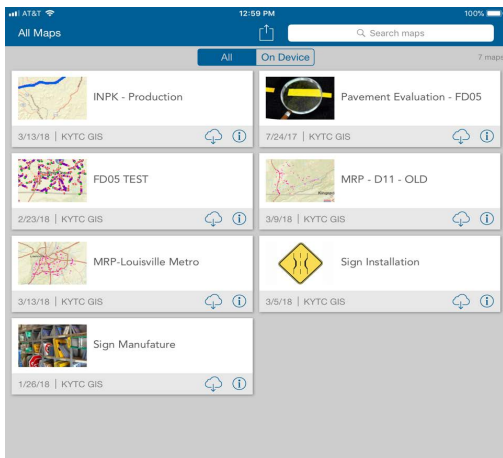 AT&T 12:59 PM 100%
All Maps Search maps
All On Device 7 maps
INPK - Production
3/13/18 | KYTC GIS
Pavement Evaluation - FD05
7/24/17 | KYTC GIS
FD05 TEST
2/23/18 | KYTC GIS
MRP - D11 - OLD
3/9/18 | KYTC GIS
MRP-Louisville Metro
3/13/18 | KYTC GIS
Sign Installation
3/5/18 | KYTC GIS
Sign Manufature
1/26/18 | KYTC GIS